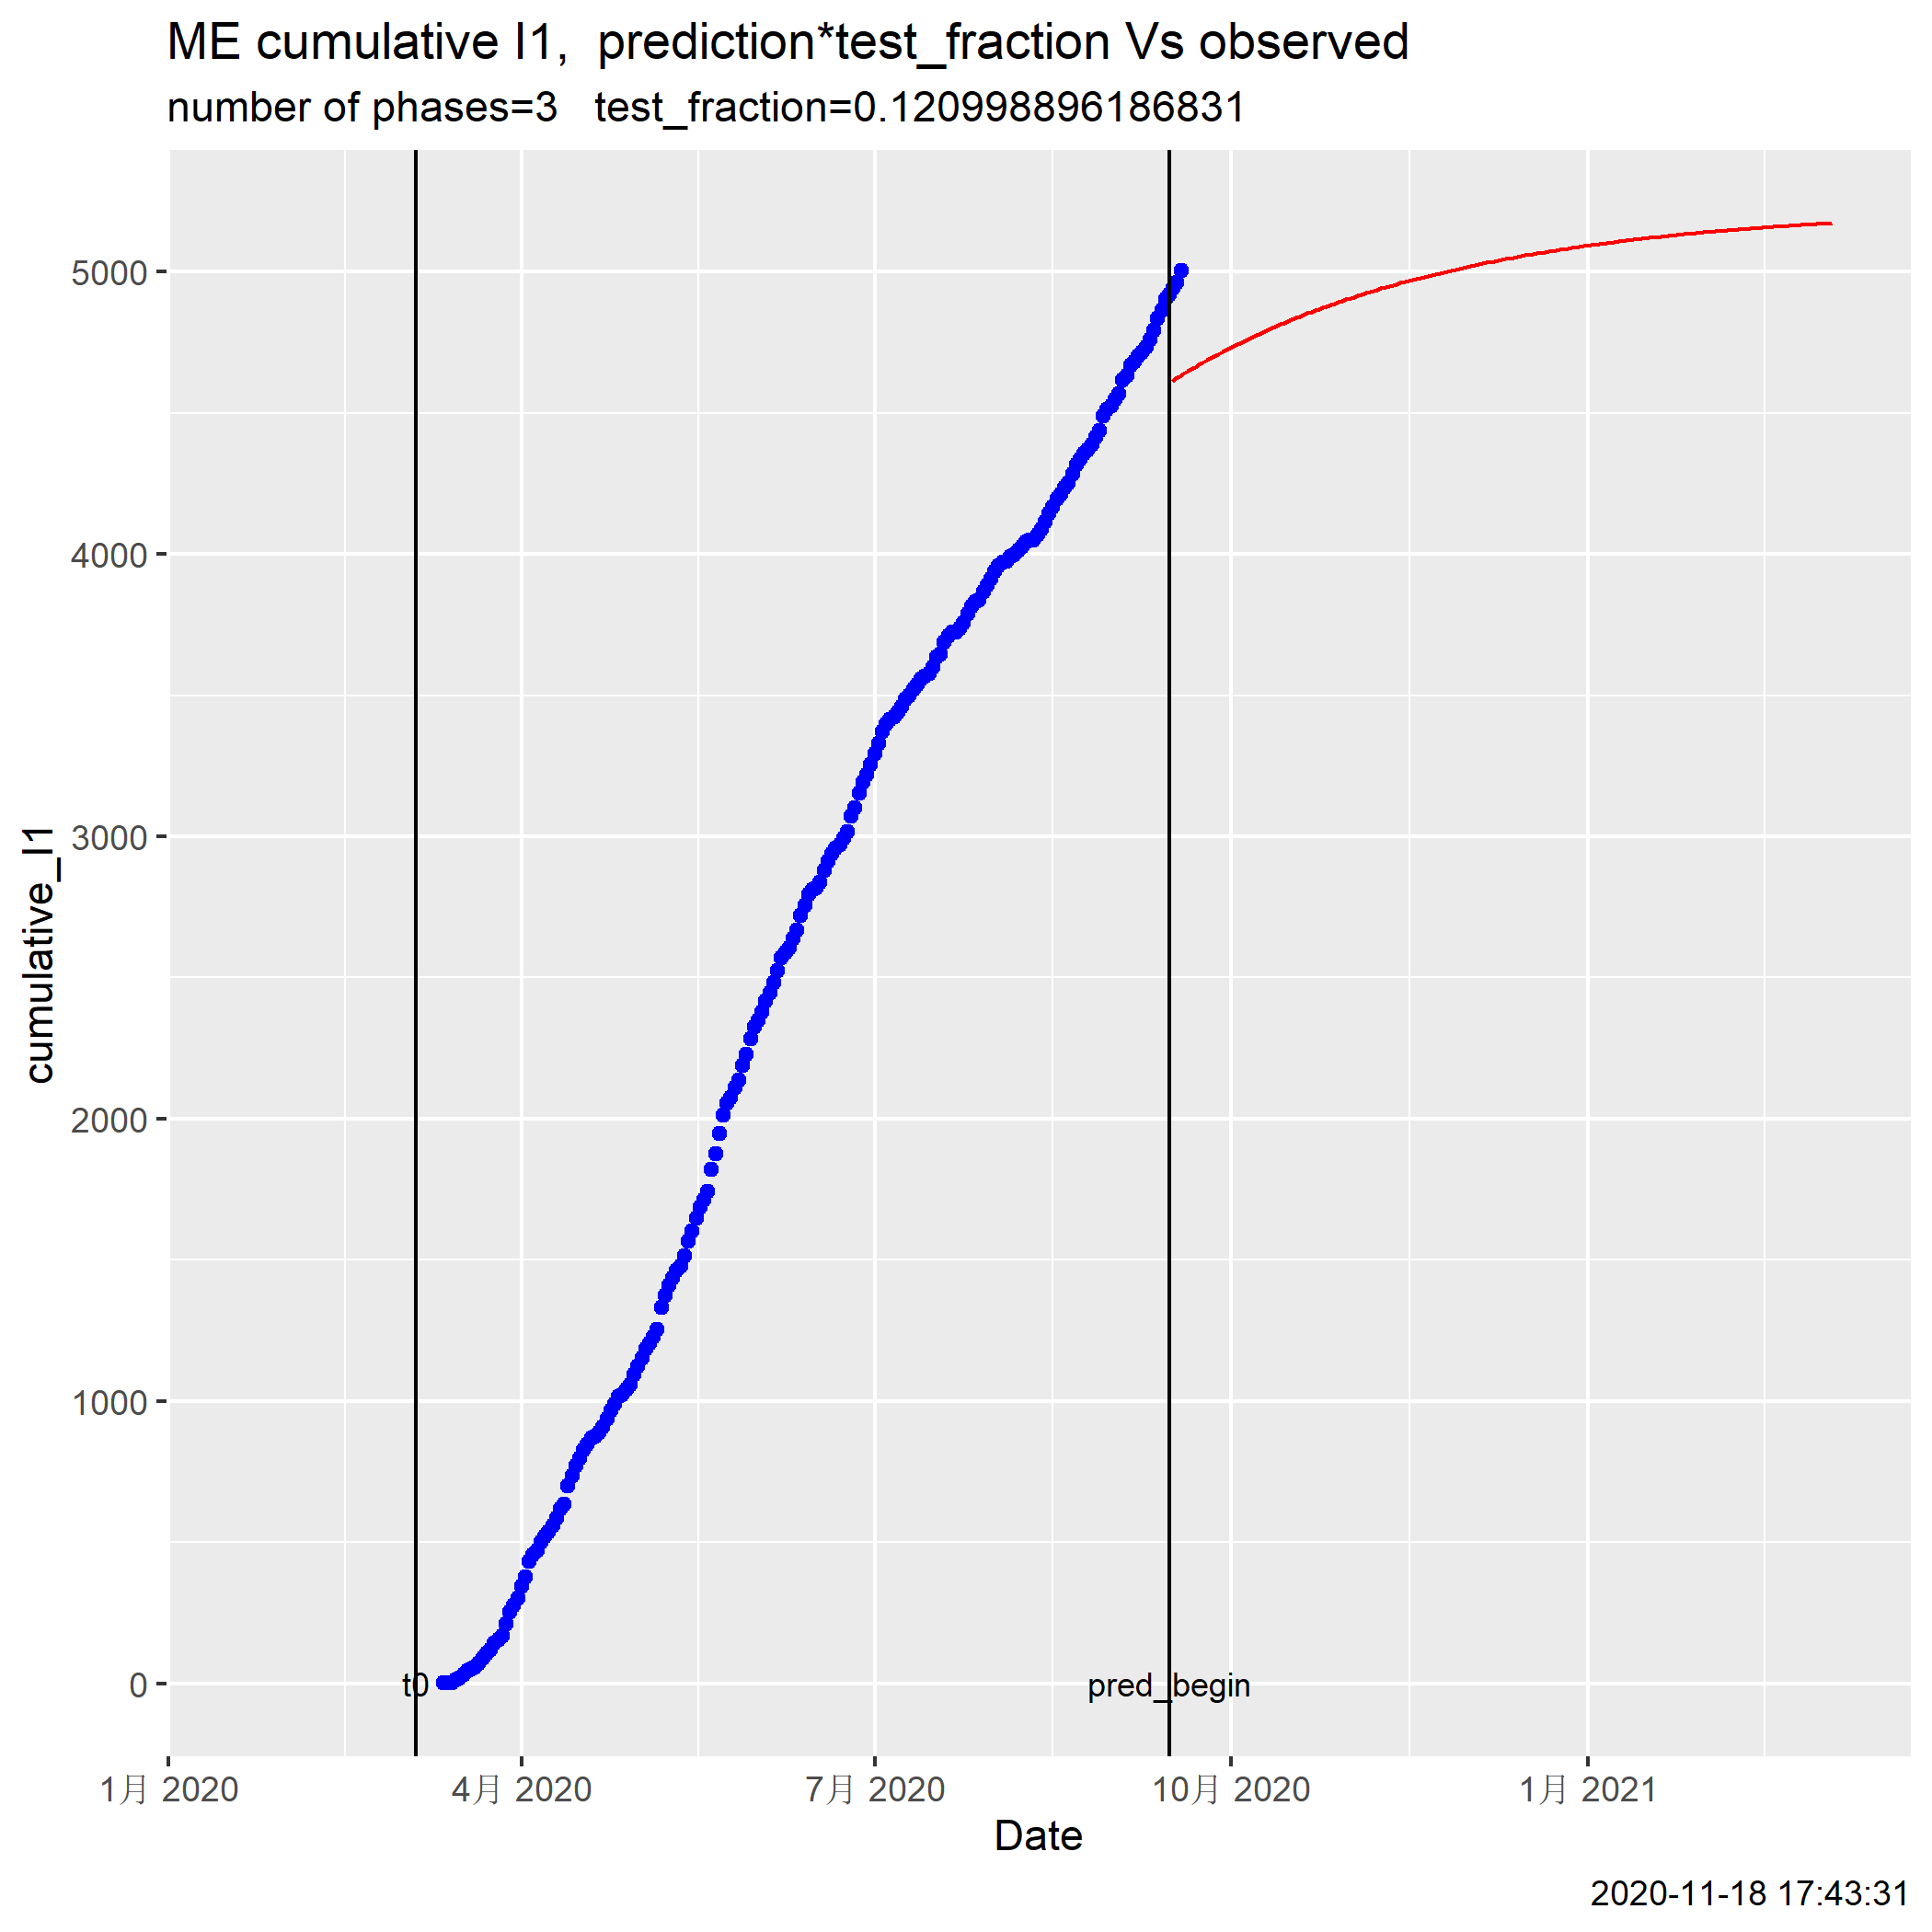 ME cumulative I1,  prediction*test_fraction Vs observed
number of phases=3   test_fraction=0.120998896186831
cumulative_I1
5000
4000
3000
2000
1000
0
t0
pred_begin
1月 2020
4月 2020
7月 2020
10月 2020
1月 2021
Date
2020-11-18 17:43:31